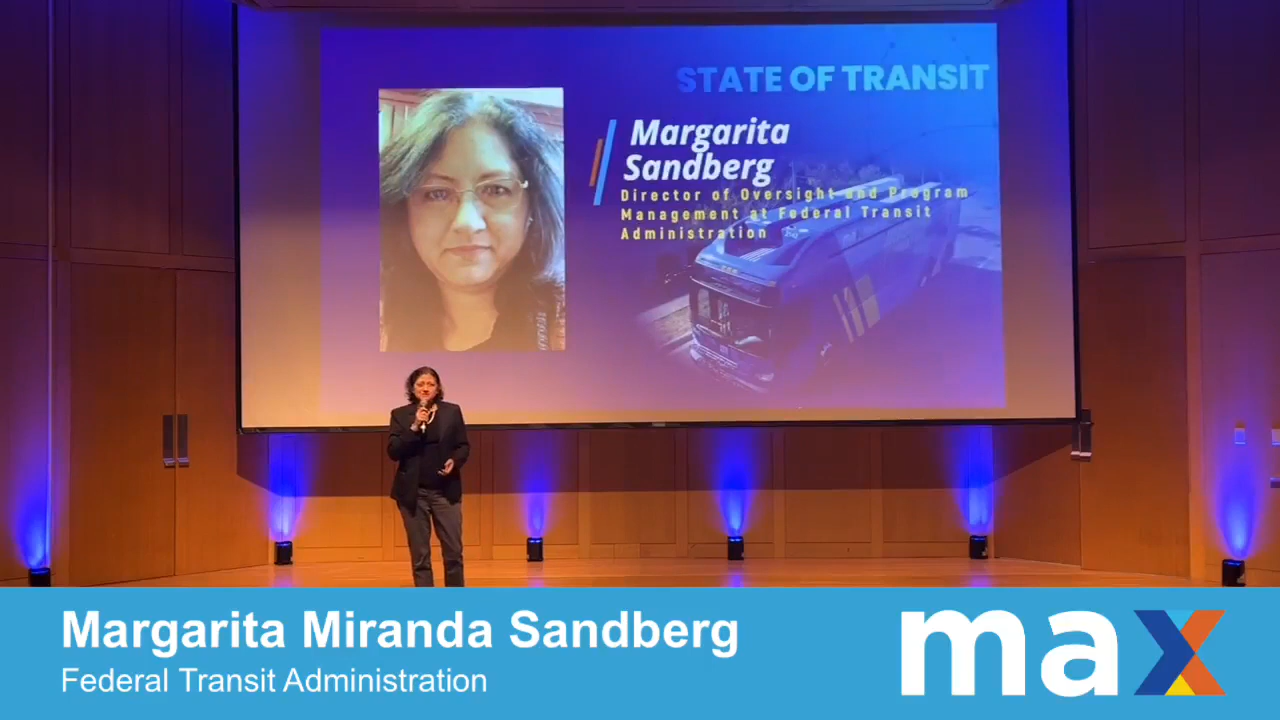 STATE OF TRANSIT
Margarita
Sandberg
Director of Oversight and Program
Management at Federal Transit
Administration
Margarita Miranda Sandberg
Federal Transit Administration
max